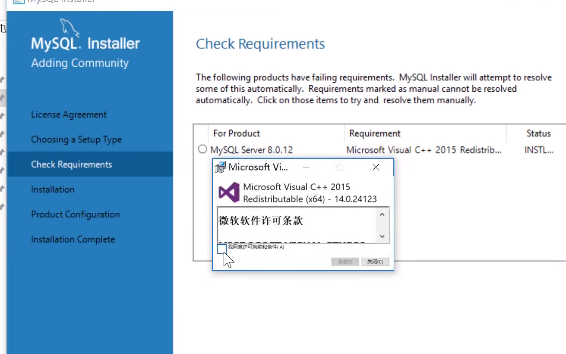 MySQL Installer
MySQL. Installer
Adding Community
License Agreement
Choosing a Setup Type
Check Requirements
Installation
Product Configuration
Installation Complete
Check Requirements
The following products have failing requirements. MySQL Installer will attempt to resolve
some of this automatically. Requirements marked as manual cannot be resolved
automatically. Click on those items to try and resolve them manually.
For Product Requirement Status
MySQL Server 8.0.12 Microsoft Visual C++ 2015 Redistrib... INSTL...
Microsoft Vi...
Microsoft Visual C++ 2015
Redistributable (x64) - 14.0.24123
微软软件许可条款